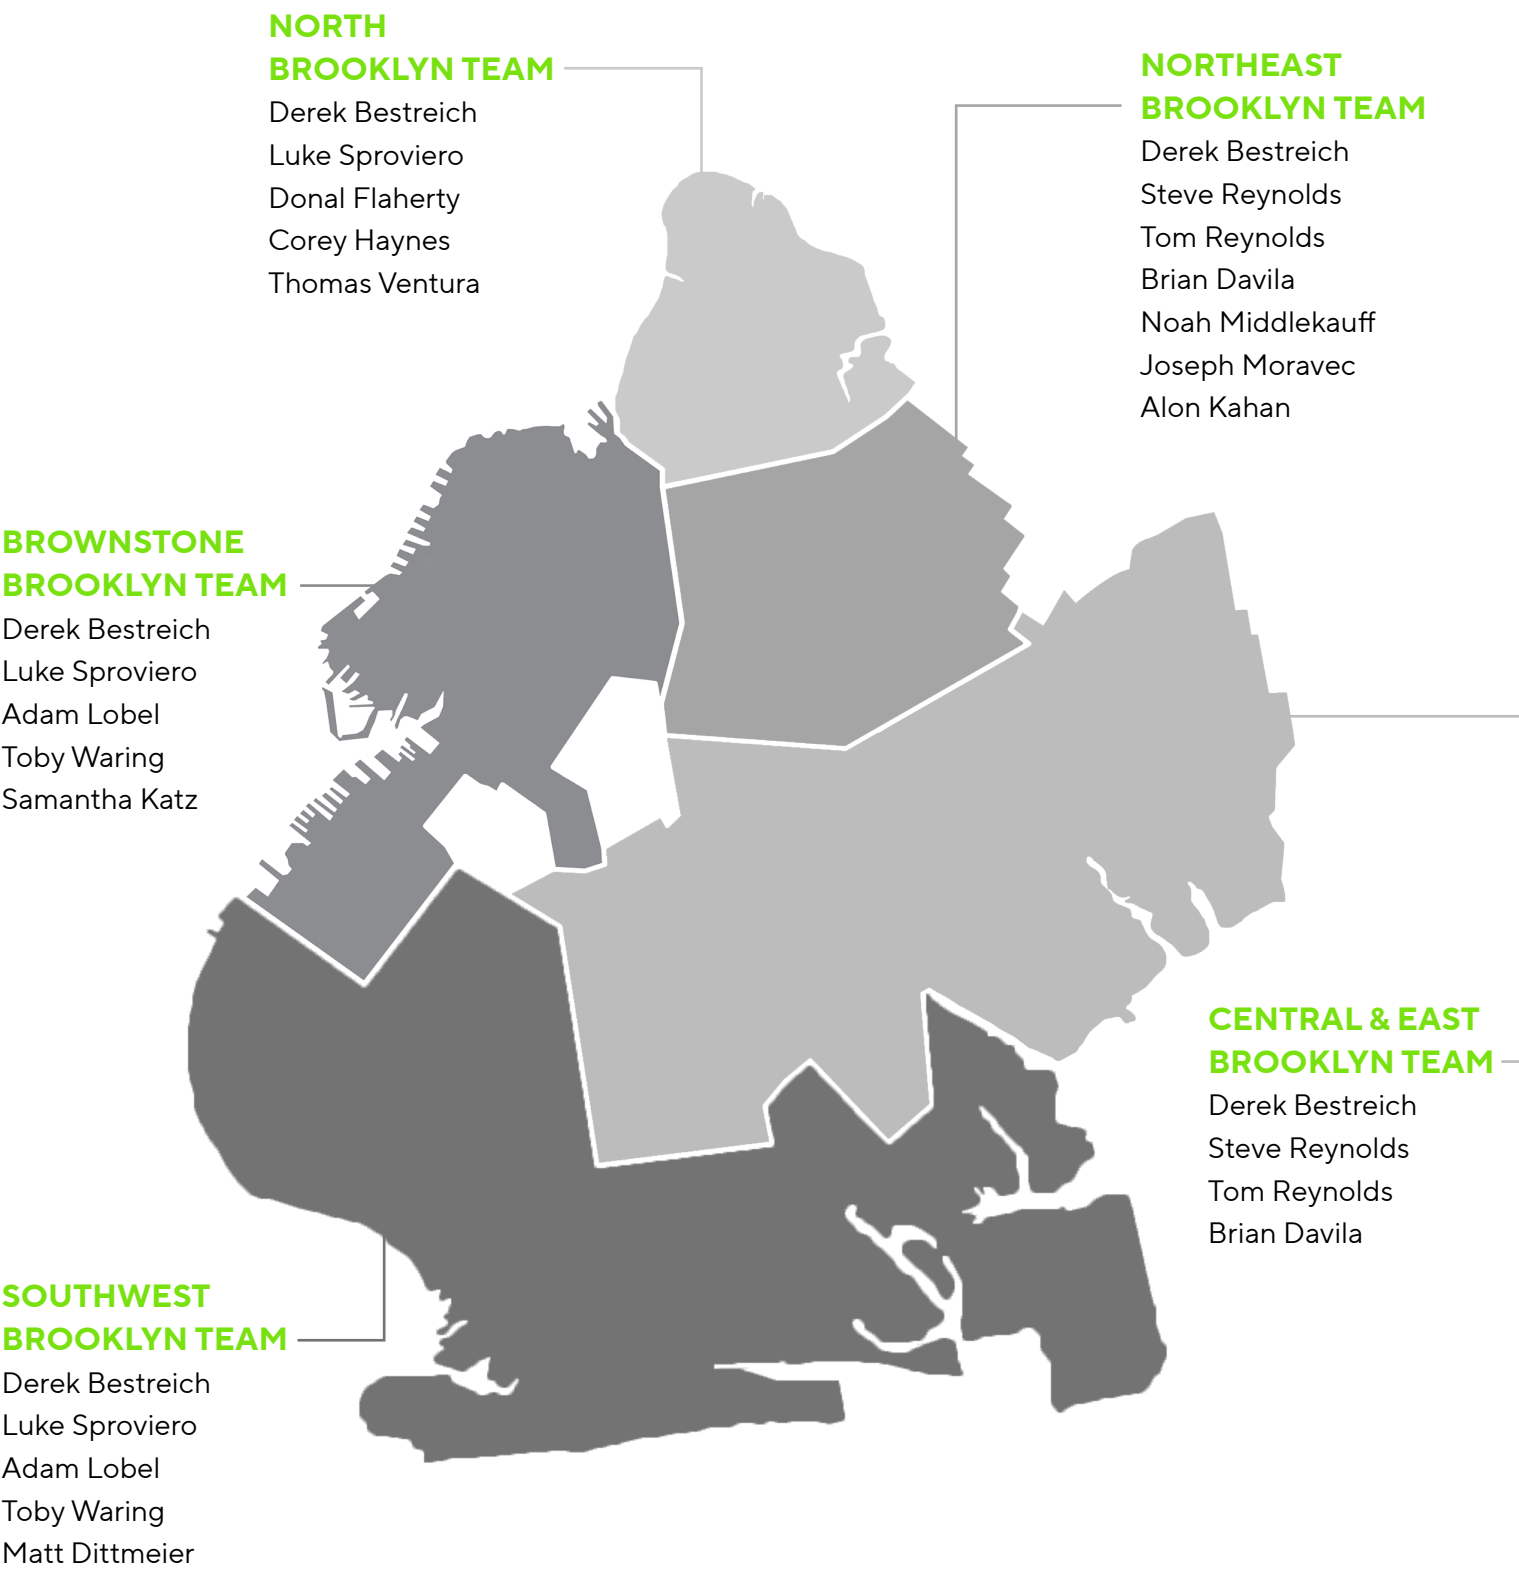 NORTH
BROOKLYN TEAM
Derek Bestreich
Luke Sproviero
Donal Flaherty
Corey Haynes
Thomas Ventura
NORTHEAST
BROOKLYN TEAM
Derek Bestreich
Steve Reynolds
Tom Reynolds
Brian Davila
Noah Middlekauff
Joseph Moravec
Alon Kahan
BROWNSTONE
BROOKLYN TEAM
Derek Bestreich
Luke Sproviero
Adam Lobel
Toby Waring
Samantha Katz
CENTRAL & EAST
BROOKLYN TEAM
Derek Bestreich
Steve Reynolds
Tom Reynolds
Brian Davila
SOUTHWEST
BROOKLYN TEAM
Derek Bestreich
Luke Sproviero
Adam Lobel
Toby Waring
Matt Dittmeier